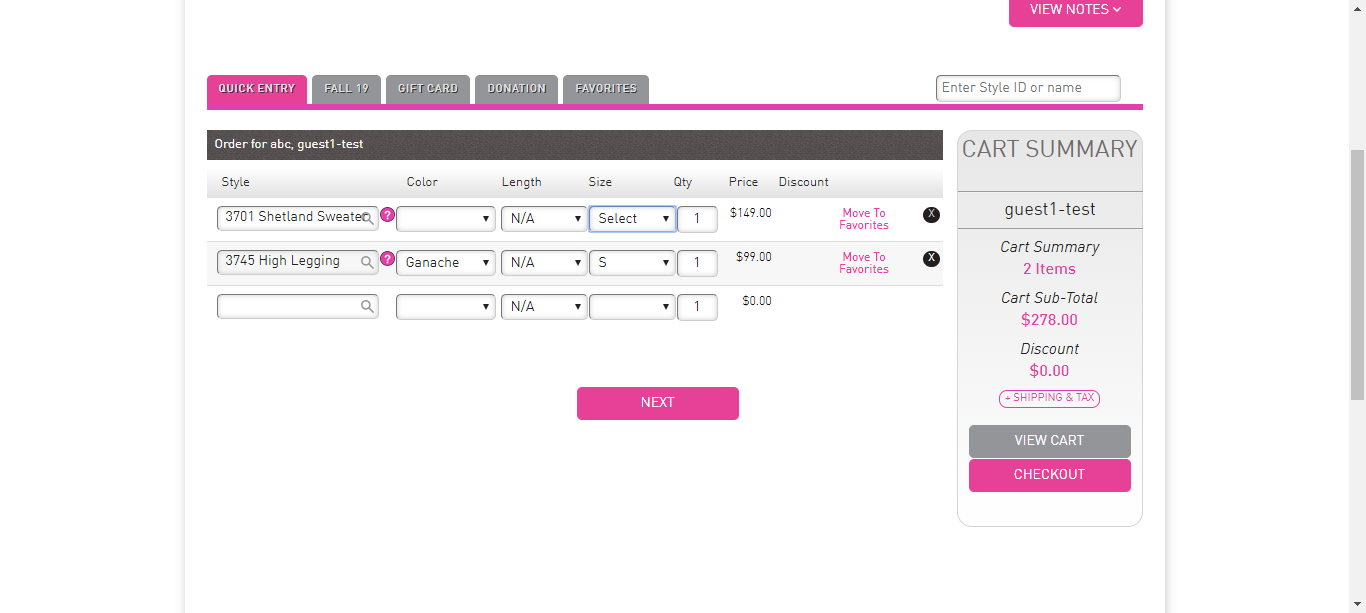 VIEW NOTES
QUICK ENTRY FALL 19 GIFT CARD DONATION FAVORITES Enter Style ID or name
Order for abc, guest1-test
Style Color Length Size Qty Price Discount
3701 Shetland Sweater ? N/A Select 1 $149.00 Move To Favorites X
3745 High Legging ? Ganache N/A S 1 $99.00 Move To Favorites X
N/A 1 $0.00
NEXT
CART SUMMARY
guest1-test
Cart Summary
2 Items
Cart Sub-Total
$278.00
Discount
$0.00
+ SHIPPING & TAX
VIEW CART
CHECKOUT